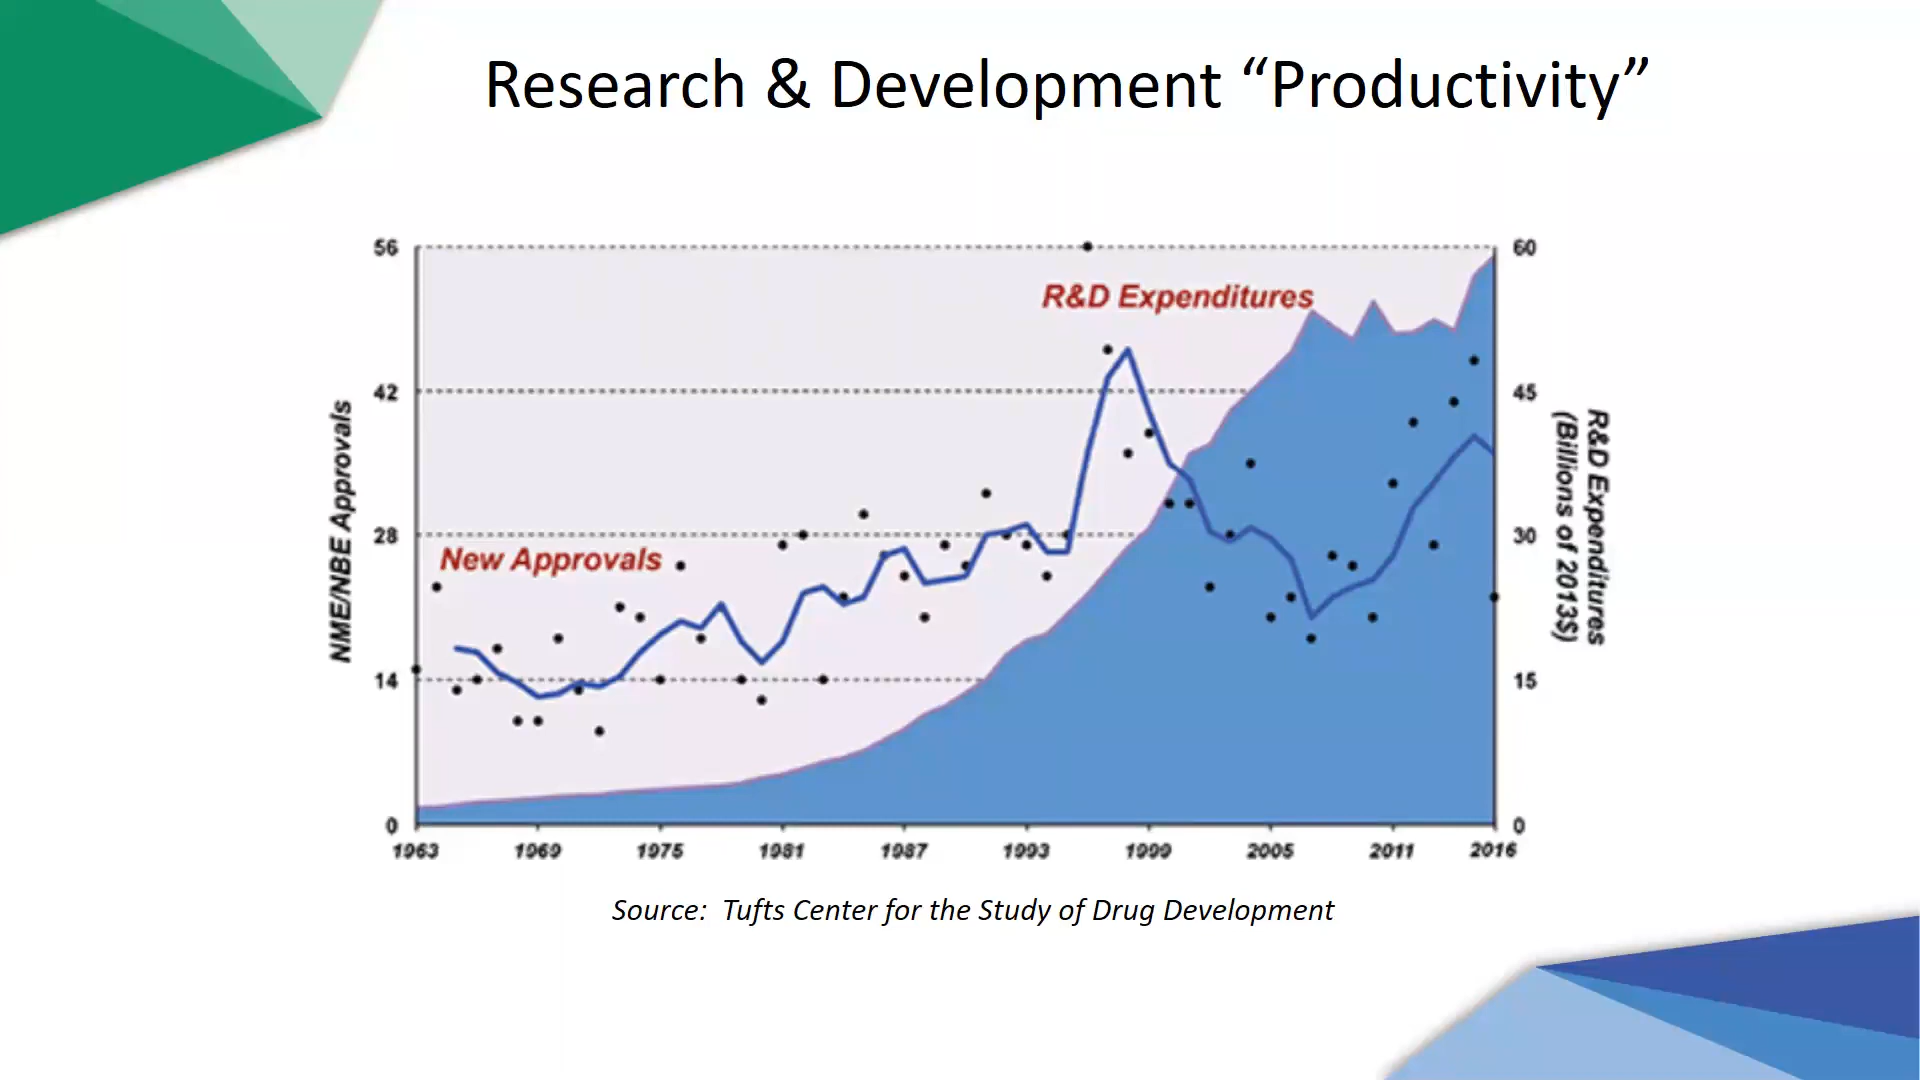 Research & Development “Productivity”
56
60
R&D Expenditures
42
45
NME/NBE Approvals
R&D Expenditures
(Billions of 2013$)
28
30
New Approvals
14
15
0
0
1963 1969 1975 1981 1987 1993 1999 2005 2011 2016
Source: Tufts Center for the Study of Drug Development